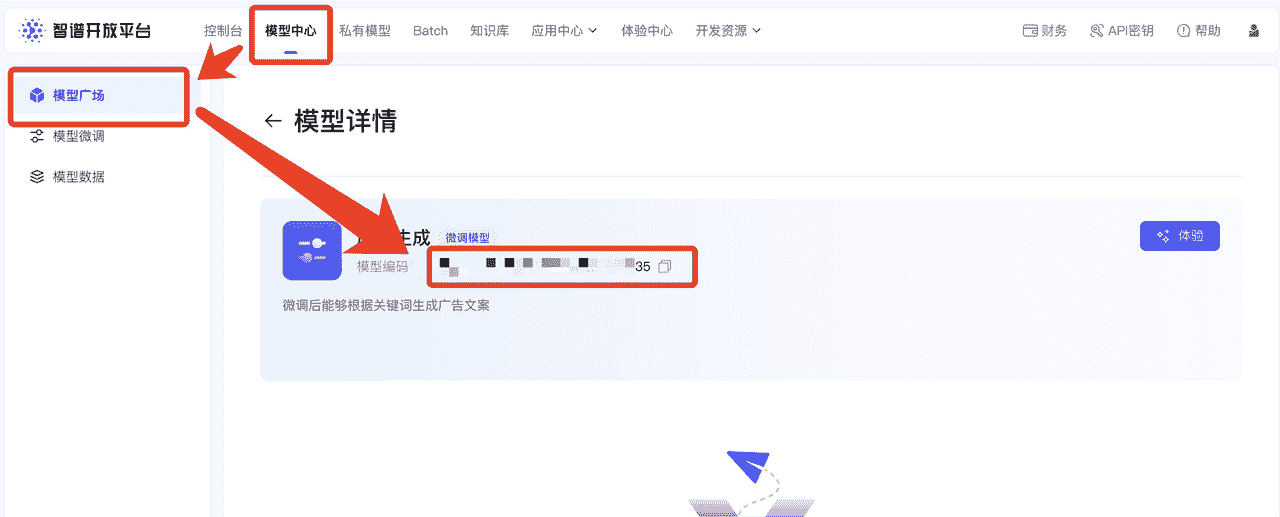 智谱开放平台 控制台 模型中心 私有模型 Batch 知识库 应用中心 体验中心 开发资源 财务 API密钥 帮助
模型广场
模型微调
模型数据
模型详情
生成 微调模型
模型编码 35
体验
微调后能够根据关键词生成广告文案